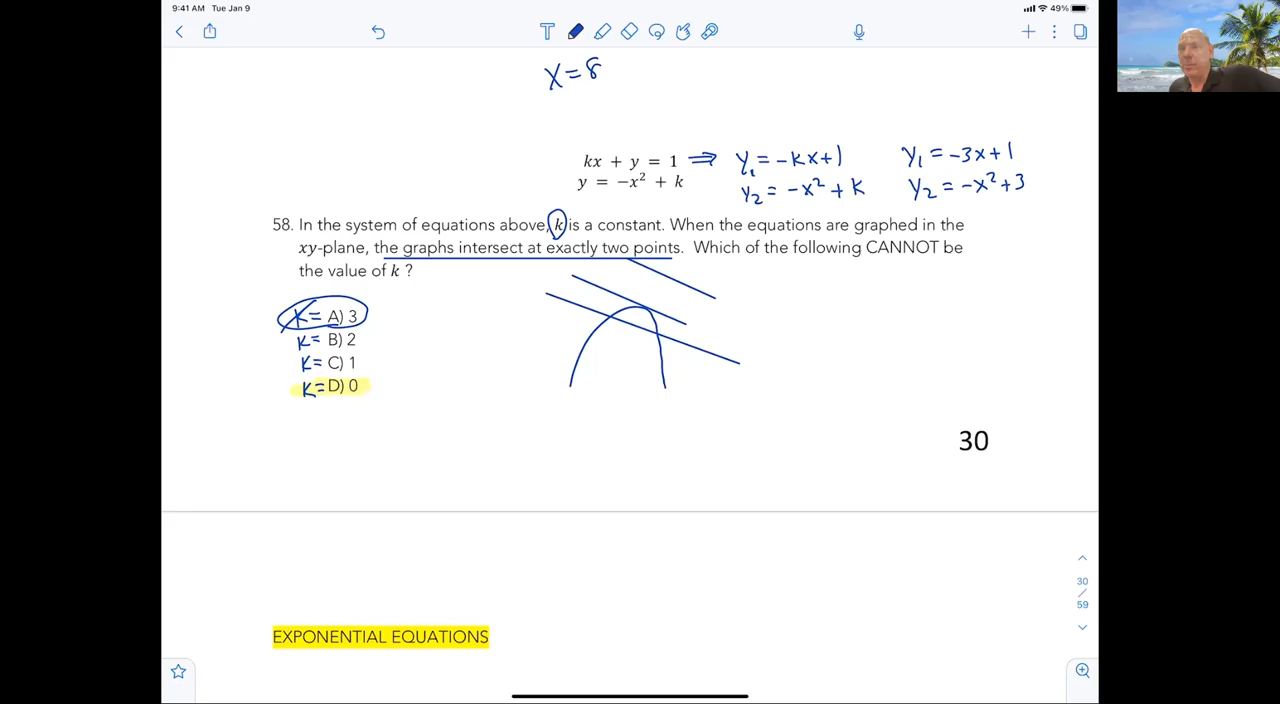 9:41 AM Tue Jan 9
49%
x = 8
kx + y = 1 ⇒ y₁ = -kx+1 y₁ = -3x+1
y = −x² + k y₂ = -x² + k y₂ = -x²+3
58. In the system of equations above, k is a constant. When the equations are graphed in the
xy-plane, the graphs intersect at exactly two points. Which of the following CANNOT be
the value of k ?
k= A) 3
k= B) 2
k= C) 1
k= D) 0
30
30
/
59
EXPONENTIAL EQUATIONS